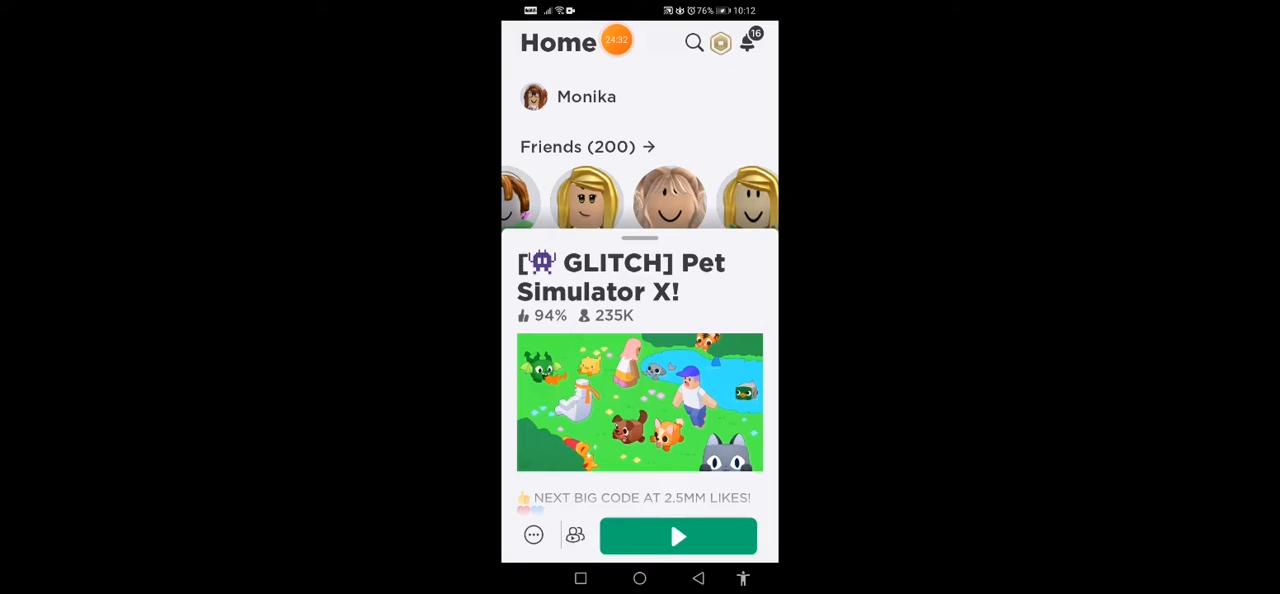 76% 10:12
Home 24:32 16
Monika
Friends (200) →
[👾 GLITCH] Pet
Simulator X!
94% 235K
👍 NEXT BIG CODE AT 2.5MM LIKES!